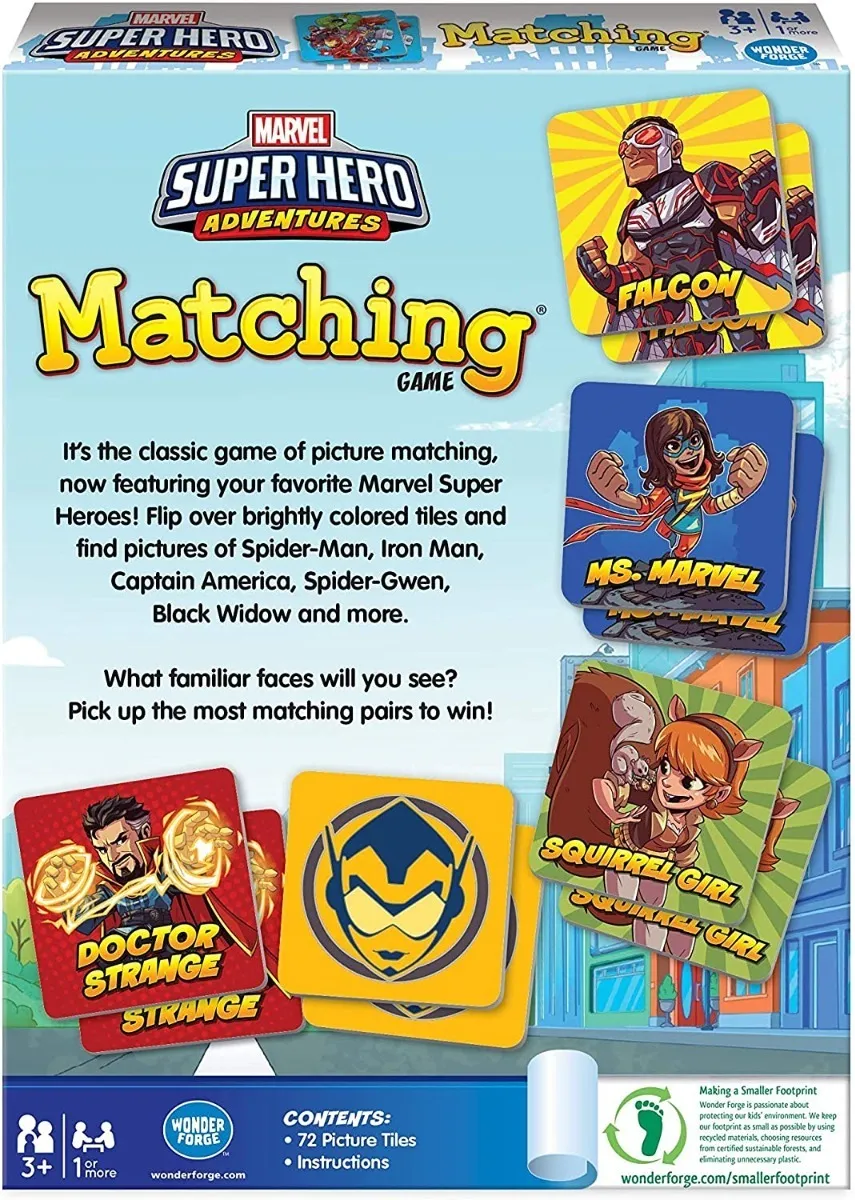 MARVEL
SUPER HERO
ADVENTURES
Matching
GAME
3+
1 or more
WONDER
FORGE
MARVEL
SUPER HERO
ADVENTURES
Matching®
GAME
It's the classic game of picture matching,
now featuring your favorite Marvel Super
Heroes! Flip over brightly colored tiles and
find pictures of Spider-Man, Iron Man,
Captain America, Spider-Gwen,
Black Widow and more.
What familiar faces will you see?
Pick up the most matching pairs to win!
FALCON
FALCON
MS. MARVEL
MS. MARVEL
SQUIRREL GIRL
SQUIRREL GIRL
DOCTOR
STRANGE
STRANGE
3+
1 or more
WONDER
FORGE™
wonderforge.com
CONTENTS:
• 72 Picture Tiles
• Instructions
Making a Smaller Footprint
Wonder Forge is passionate about
protecting our kids' environment. We keep
our footprint as small as possible by using
recycled materials, choosing resources
from certified sustainable forests, and
eliminating unnecessary plastic.
wonderforge.com/smallerfootprint